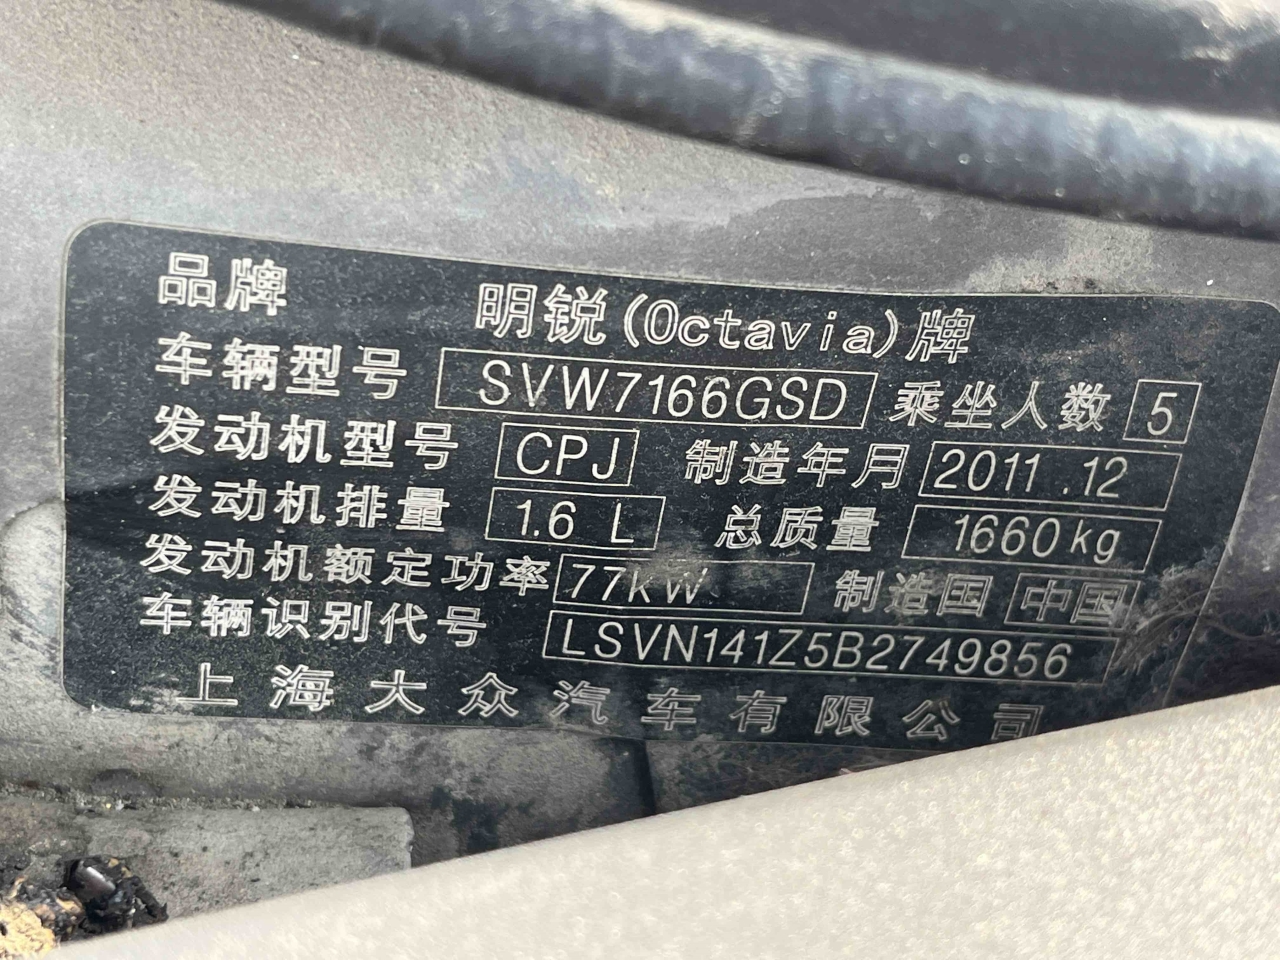 品牌 明锐(Octavia)牌
车辆型号 SVW7166GSD 乘坐人数 5
发动机型号 CPJ 制造年月 2011.12
发动机排量 1.6 L 总质量 1660kg
发动机额定功率 77kW 制造国 中国
车辆识别代号 LSVN141Z5B2749856
上海大众汽车有限公司